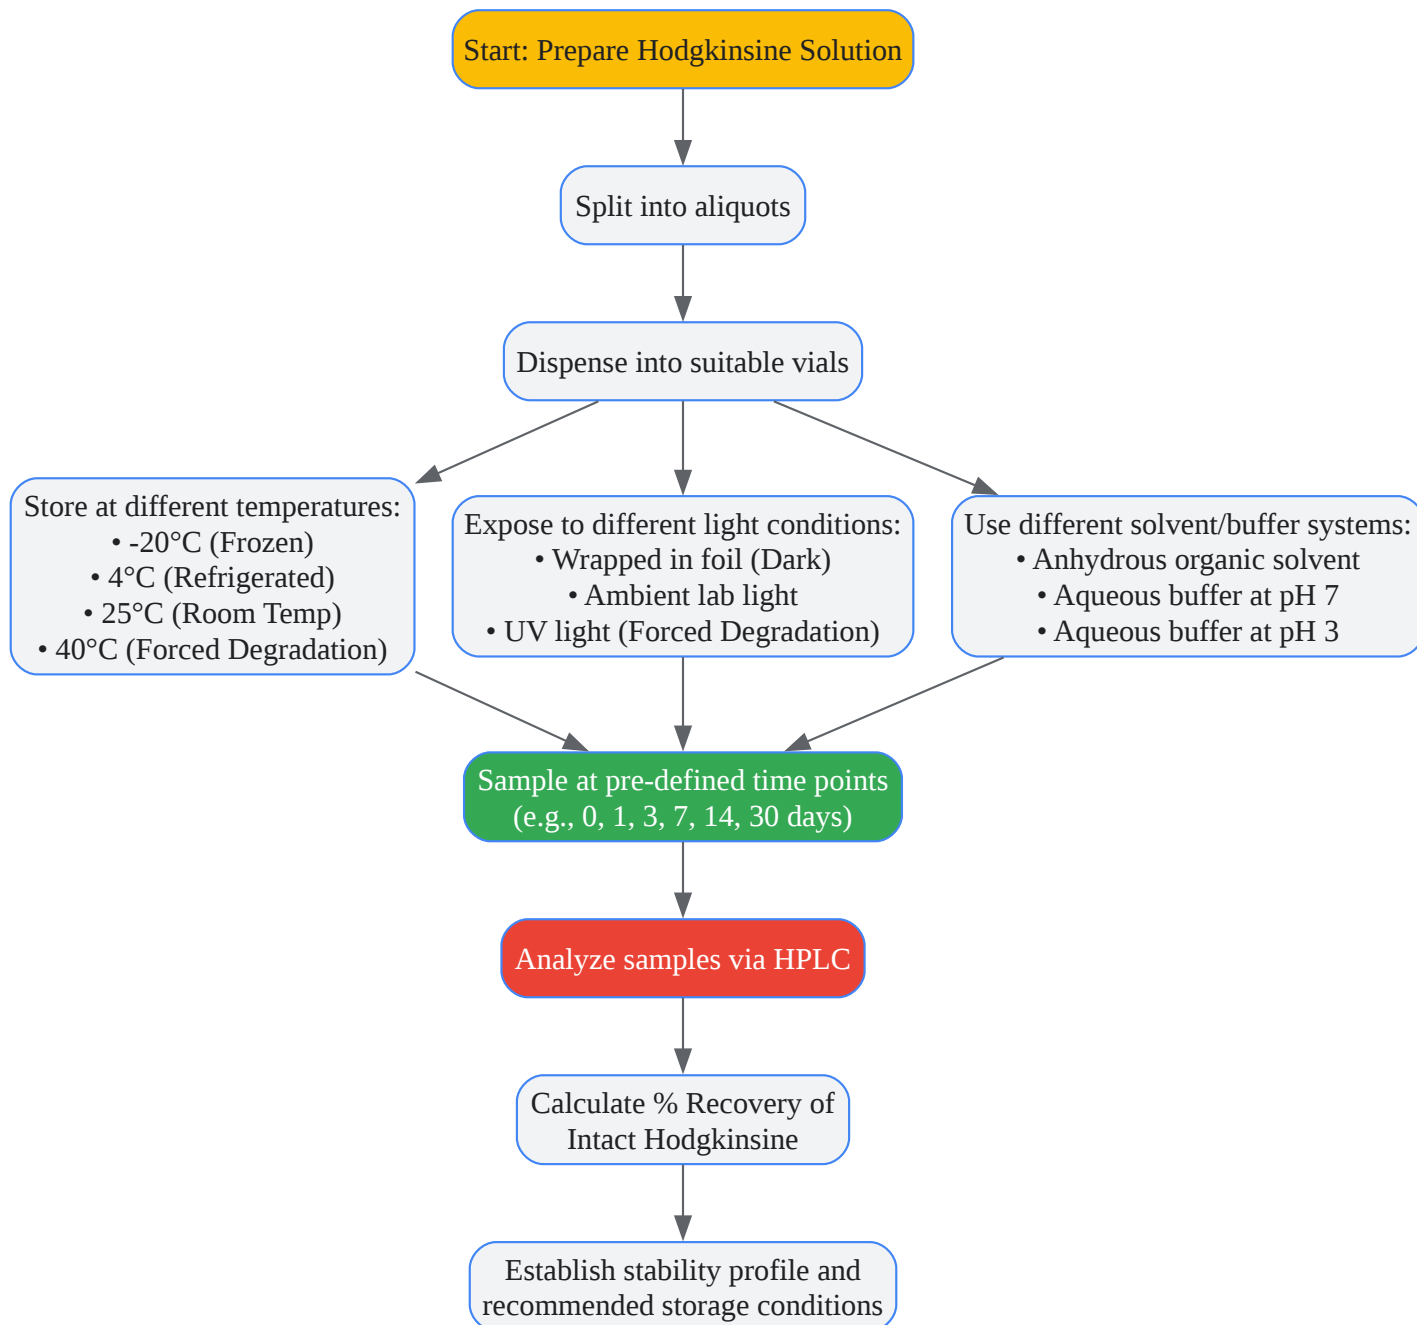 Start: Prepare Hodgkinsine Solution
Split into aliquots
Dispense into suitable vials
Store at different temperatures:
• -20°C (Frozen)
• 4°C (Refrigerated)
• 25°C (Room Temp)
• 40°C (Forced Degradation)
Expose to different light conditions:
• Wrapped in foil (Dark)
• Ambient lab light
• UV light (Forced Degradation)
Use different solvent/buffer systems:
• Anhydrous organic solvent
• Aqueous buffer at pH 7
• Aqueous buffer at pH 3
Sample at pre-defined time points
(e.g., 0, 1, 3, 7, 14, 30 days)
Analyze samples via HPLC
Calculate % Recovery of
Intact Hodgkinsine
Establish stability profile and
recommended storage conditions